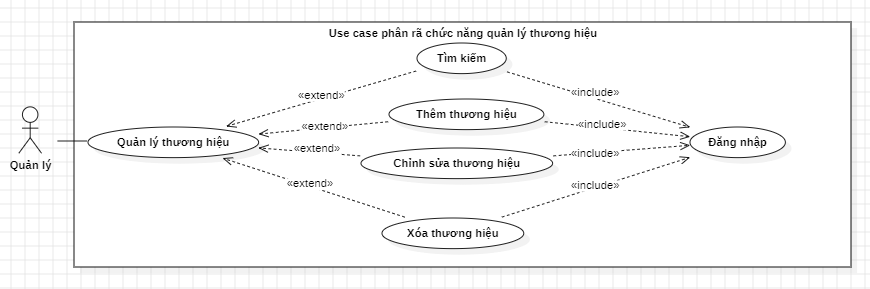 Use case phân rã chức năng quản lý thương hiệu
Tìm kiếm
«extend»
«include»
Thêm thương hiệu
«extend»
«include»
Quản lý thương hiệu
Đăng nhập
«extend»
«include»
Chỉnh sửa thương hiệu
Quản lý
«extend»
«include»
Xóa thương hiệu